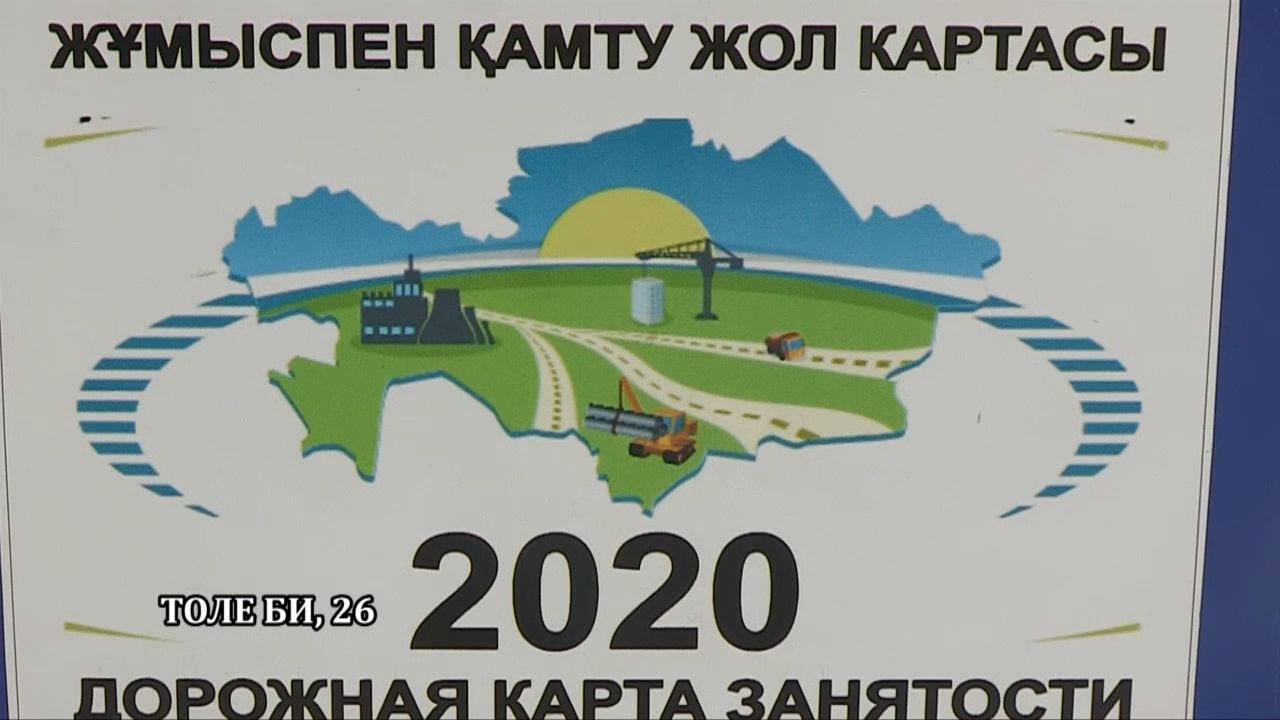 ЖҰМЫСПЕН ҚАМТУ ЖОЛ КАРТАСЫ
2020
ТОЛЕ БИ, 26
ДОРОЖНАЯ КАРТА ЗАНЯТОСТИ